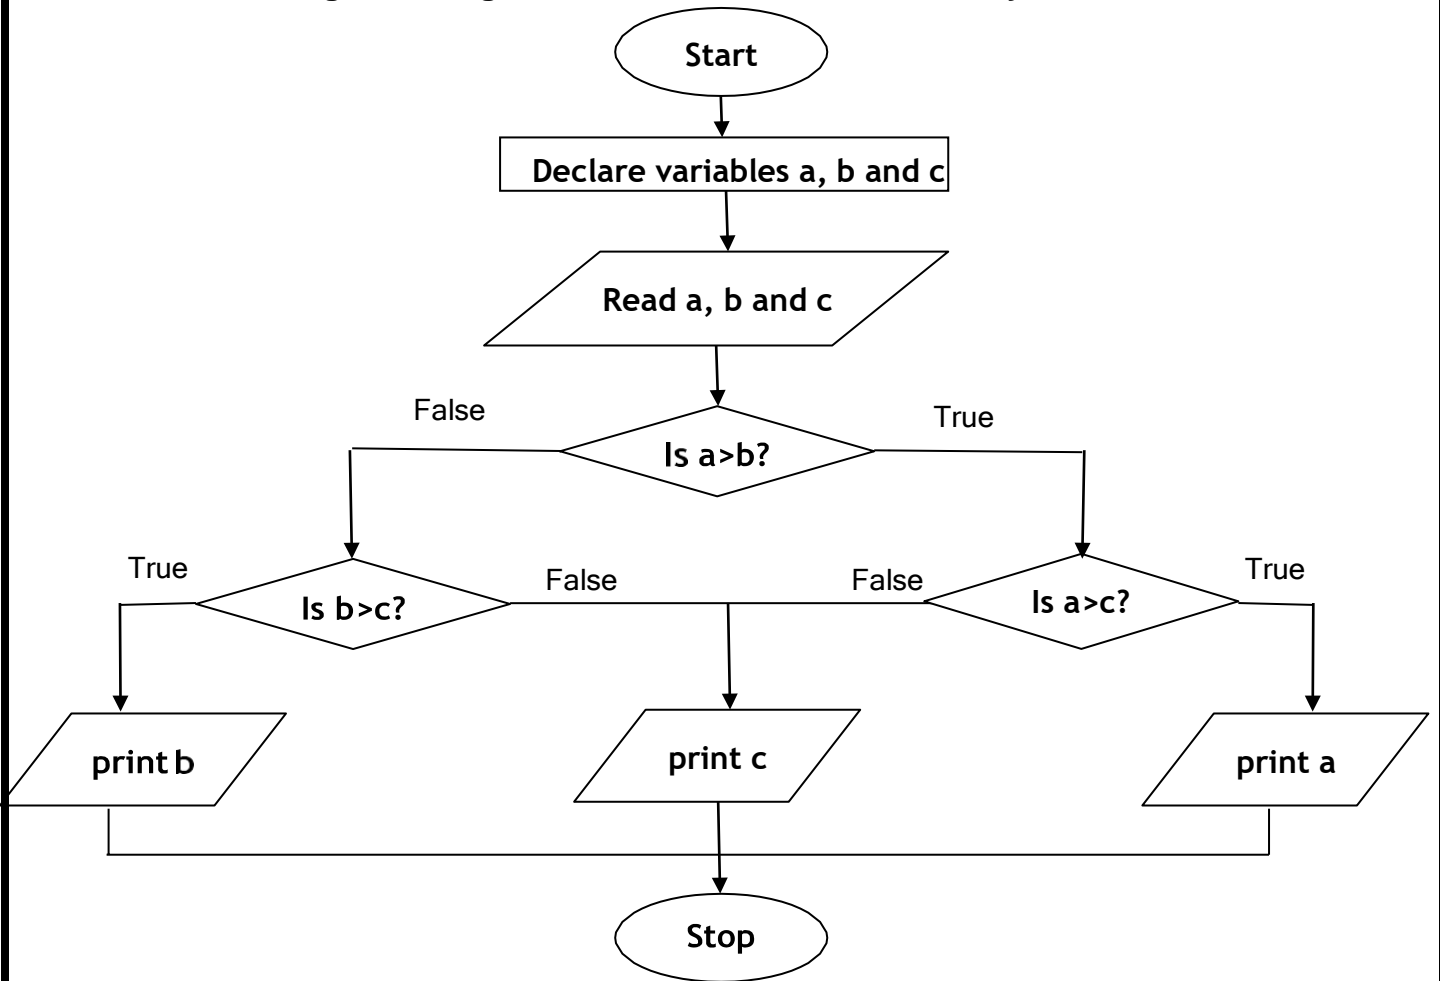 Start
Declare variables a, b and c
Read a, b and c
False
True
Is a>b?
True
False
False
True
Is b>c?
Is a>c?
print b
print c
print a
Stop